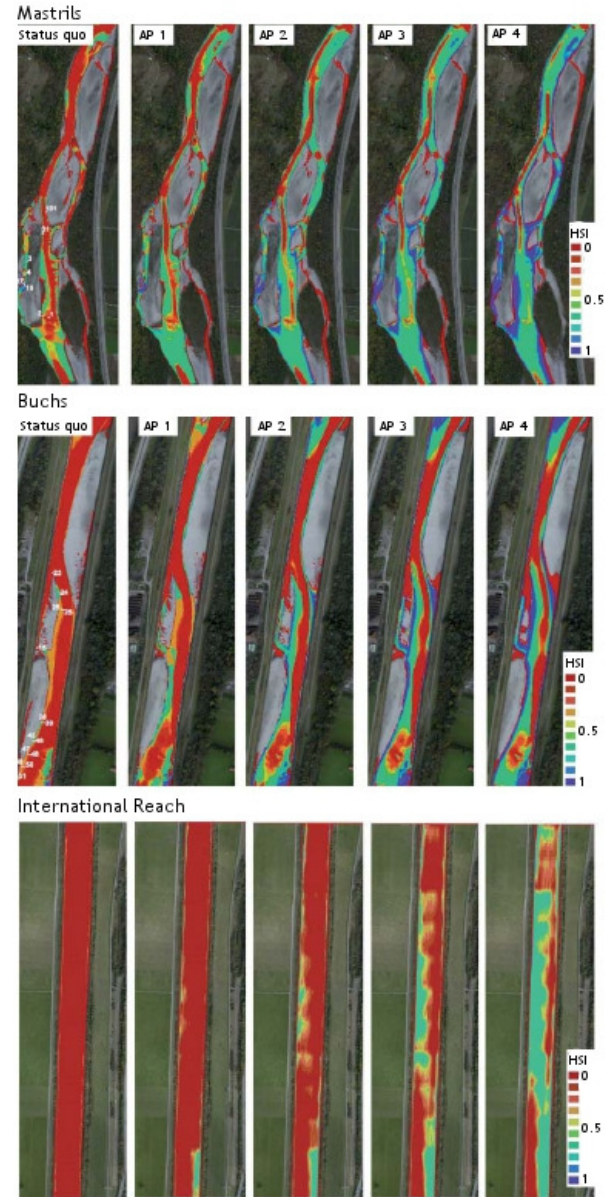 Mastrils
Status quo
AP 1
AP 2
AP 3
AP 4
HSI
0
0.5
1
Buchs
Status quo
AP 1
AP 2
AP 3
AP 4
HSI
0
0.5
1
International Reach
HSI
0
0.5
1